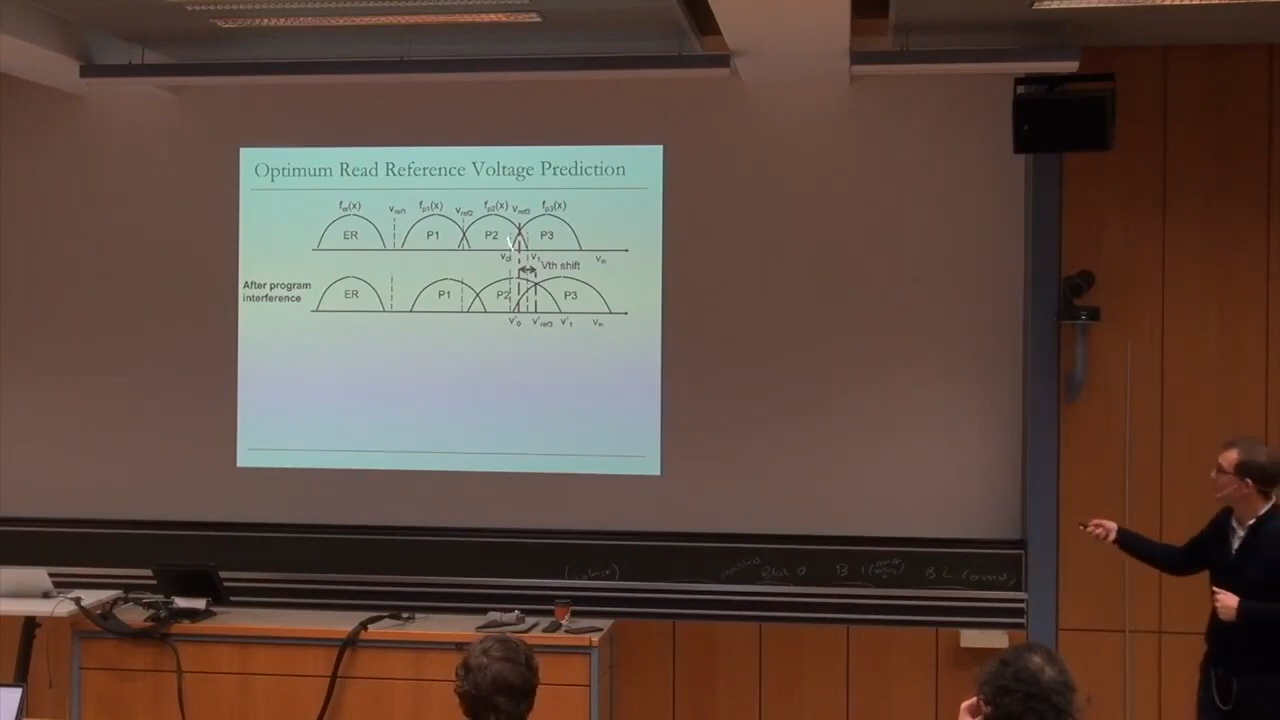 Optimum Read Reference Voltage Prediction
fer(x) Vref1 fp1(x) Vref2 fp2(x) Vref3 fp3(x)
ER P1 P2 P3
V0 V1 Vth
Vth shift
After program
interference
ER P1 P2 P3
V'0 V'ref3 V'1 Vth